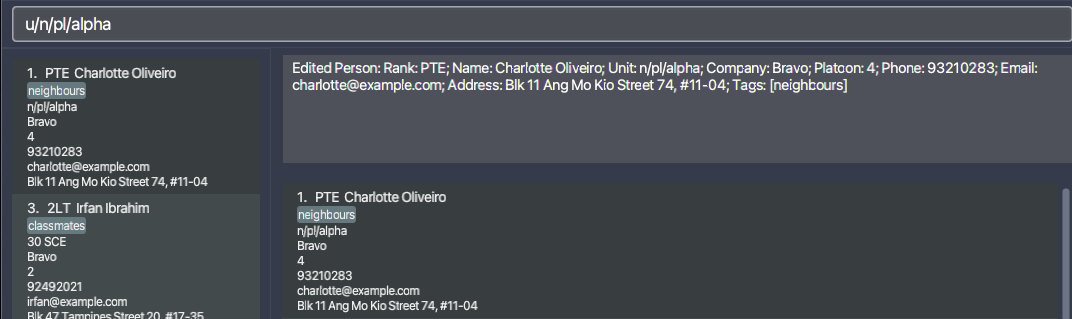 u/n/pl/alpha
1. PTE Charlotte Oliveiro
neighbours
n/pl/alpha
Bravo
4
93210283
charlotte@example.com
Blk 11 Ang Mo Kio Street 74, #11-04
3. 2LT Irfan Ibrahim
classmates
30 SCE
Bravo
2
92492021
irfan@example.com
Blk 47 Tampines Street 20, #17-35
Edited Person: Rank: PTE; Name: Charlotte Oliveiro; Unit: n/pl/alpha; Company: Bravo; Platoon: 4; Phone: 93210283; Email:
charlotte@example.com; Address: Blk 11 Ang Mo Kio Street 74, #11-04; Tags: [neighbours]
1. PTE Charlotte Oliveiro
neighbours
n/pl/alpha
Bravo
4
93210283
charlotte@example.com
Blk 11 Ang Mo Kio Street 74, #11-04